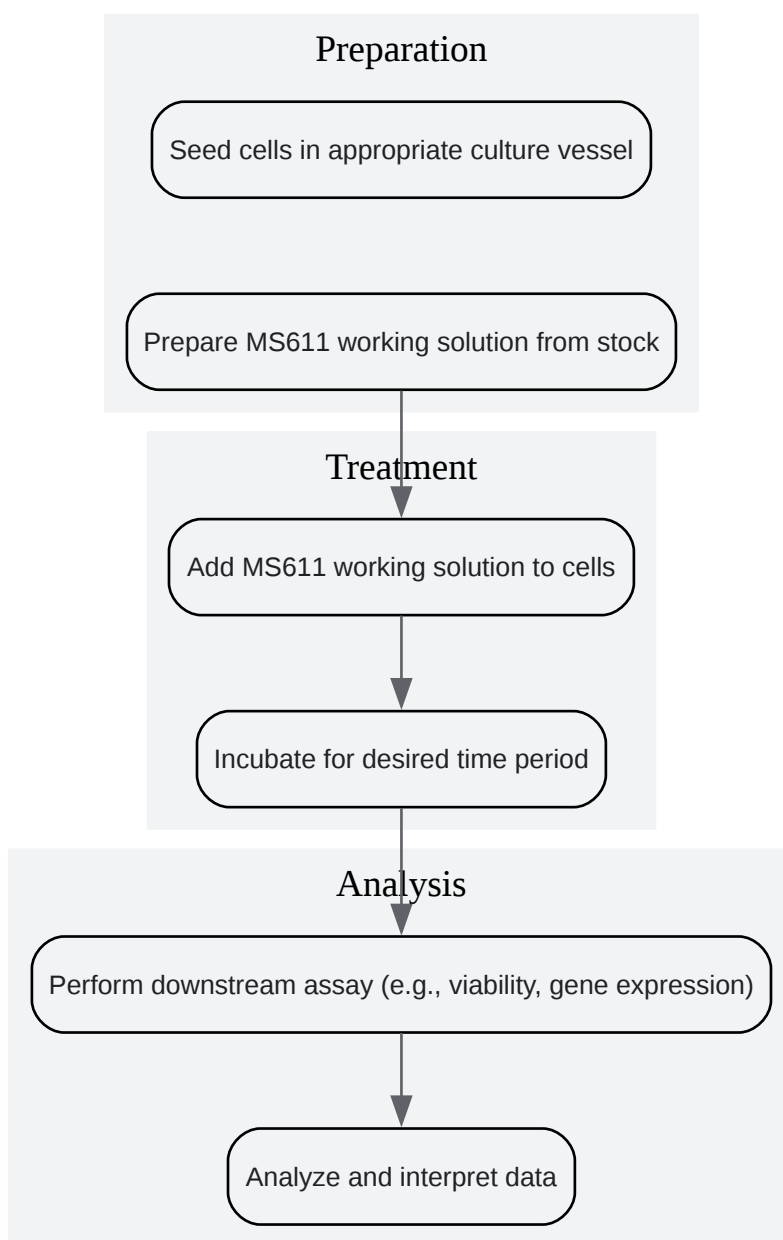 Preparation
Seed cells in appropriate culture vessel
Prepare MS611 working solution from stock
Treatment
Add MS611 working solution to cells
Incubate for desired time period
Analysis
Perform downstream assay (e.g., viability, gene expression)
Analyze and interpret data